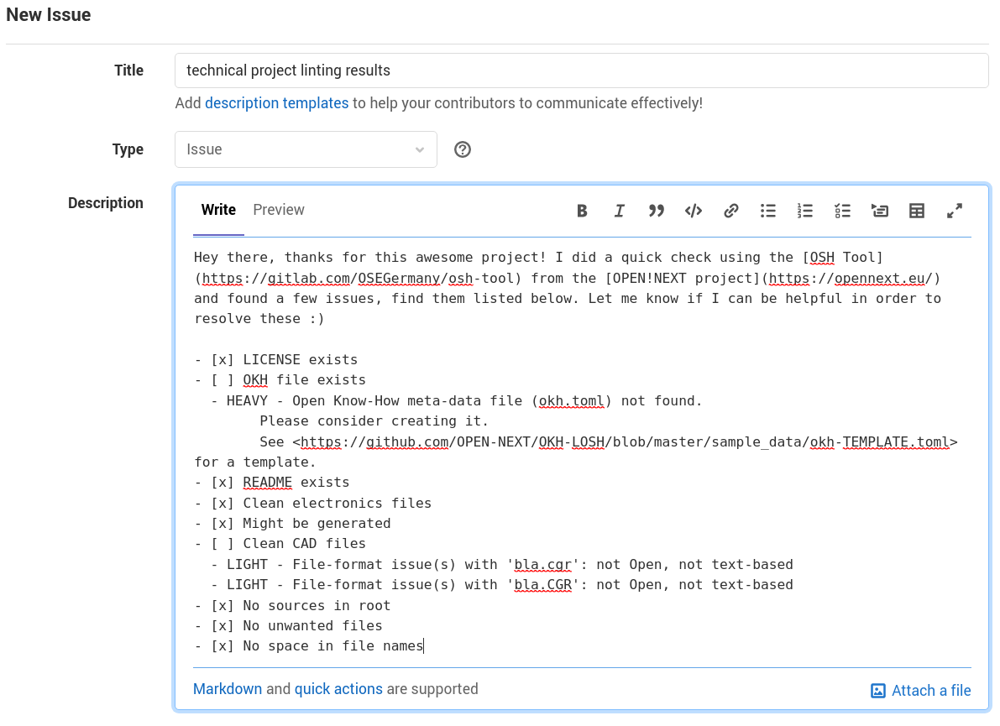 New Issue
Title
technical project linting results
Add description templates to help your contributors to communicate effectively!
Type
Issue
Description
Write Preview
Hey there, thanks for this awesome project! I did a quick check using the [OSH Tool]
(https://gitlab.com/OSEGermany/osh-tool) from the [OPEN!NEXT project](https://opennext.eu/)
and found a few issues, find them listed below. Let me know if I can be helpful in order to
resolve these :)
- [x] LICENSE exists
- [ ] OKH file exists
  - HEAVY - Open Know-How meta-data file (okh.toml) not found.
        Please consider creating it.
        See <https://github.com/OPEN-NEXT/OKH-LOSH/blob/master/sample_data/okh-TEMPLATE.toml>
for a template.
- [x] README exists
- [x] Clean electronics files
- [x] Might be generated
- [ ] Clean CAD files
  - LIGHT - File-format issue(s) with 'bla.cgr': not Open, not text-based
  - LIGHT - File-format issue(s) with 'bla.CGR': not Open, not text-based
- [x] No sources in root
- [x] No unwanted files
- [x] No space in file names
Markdown and quick actions are supported
Attach a file